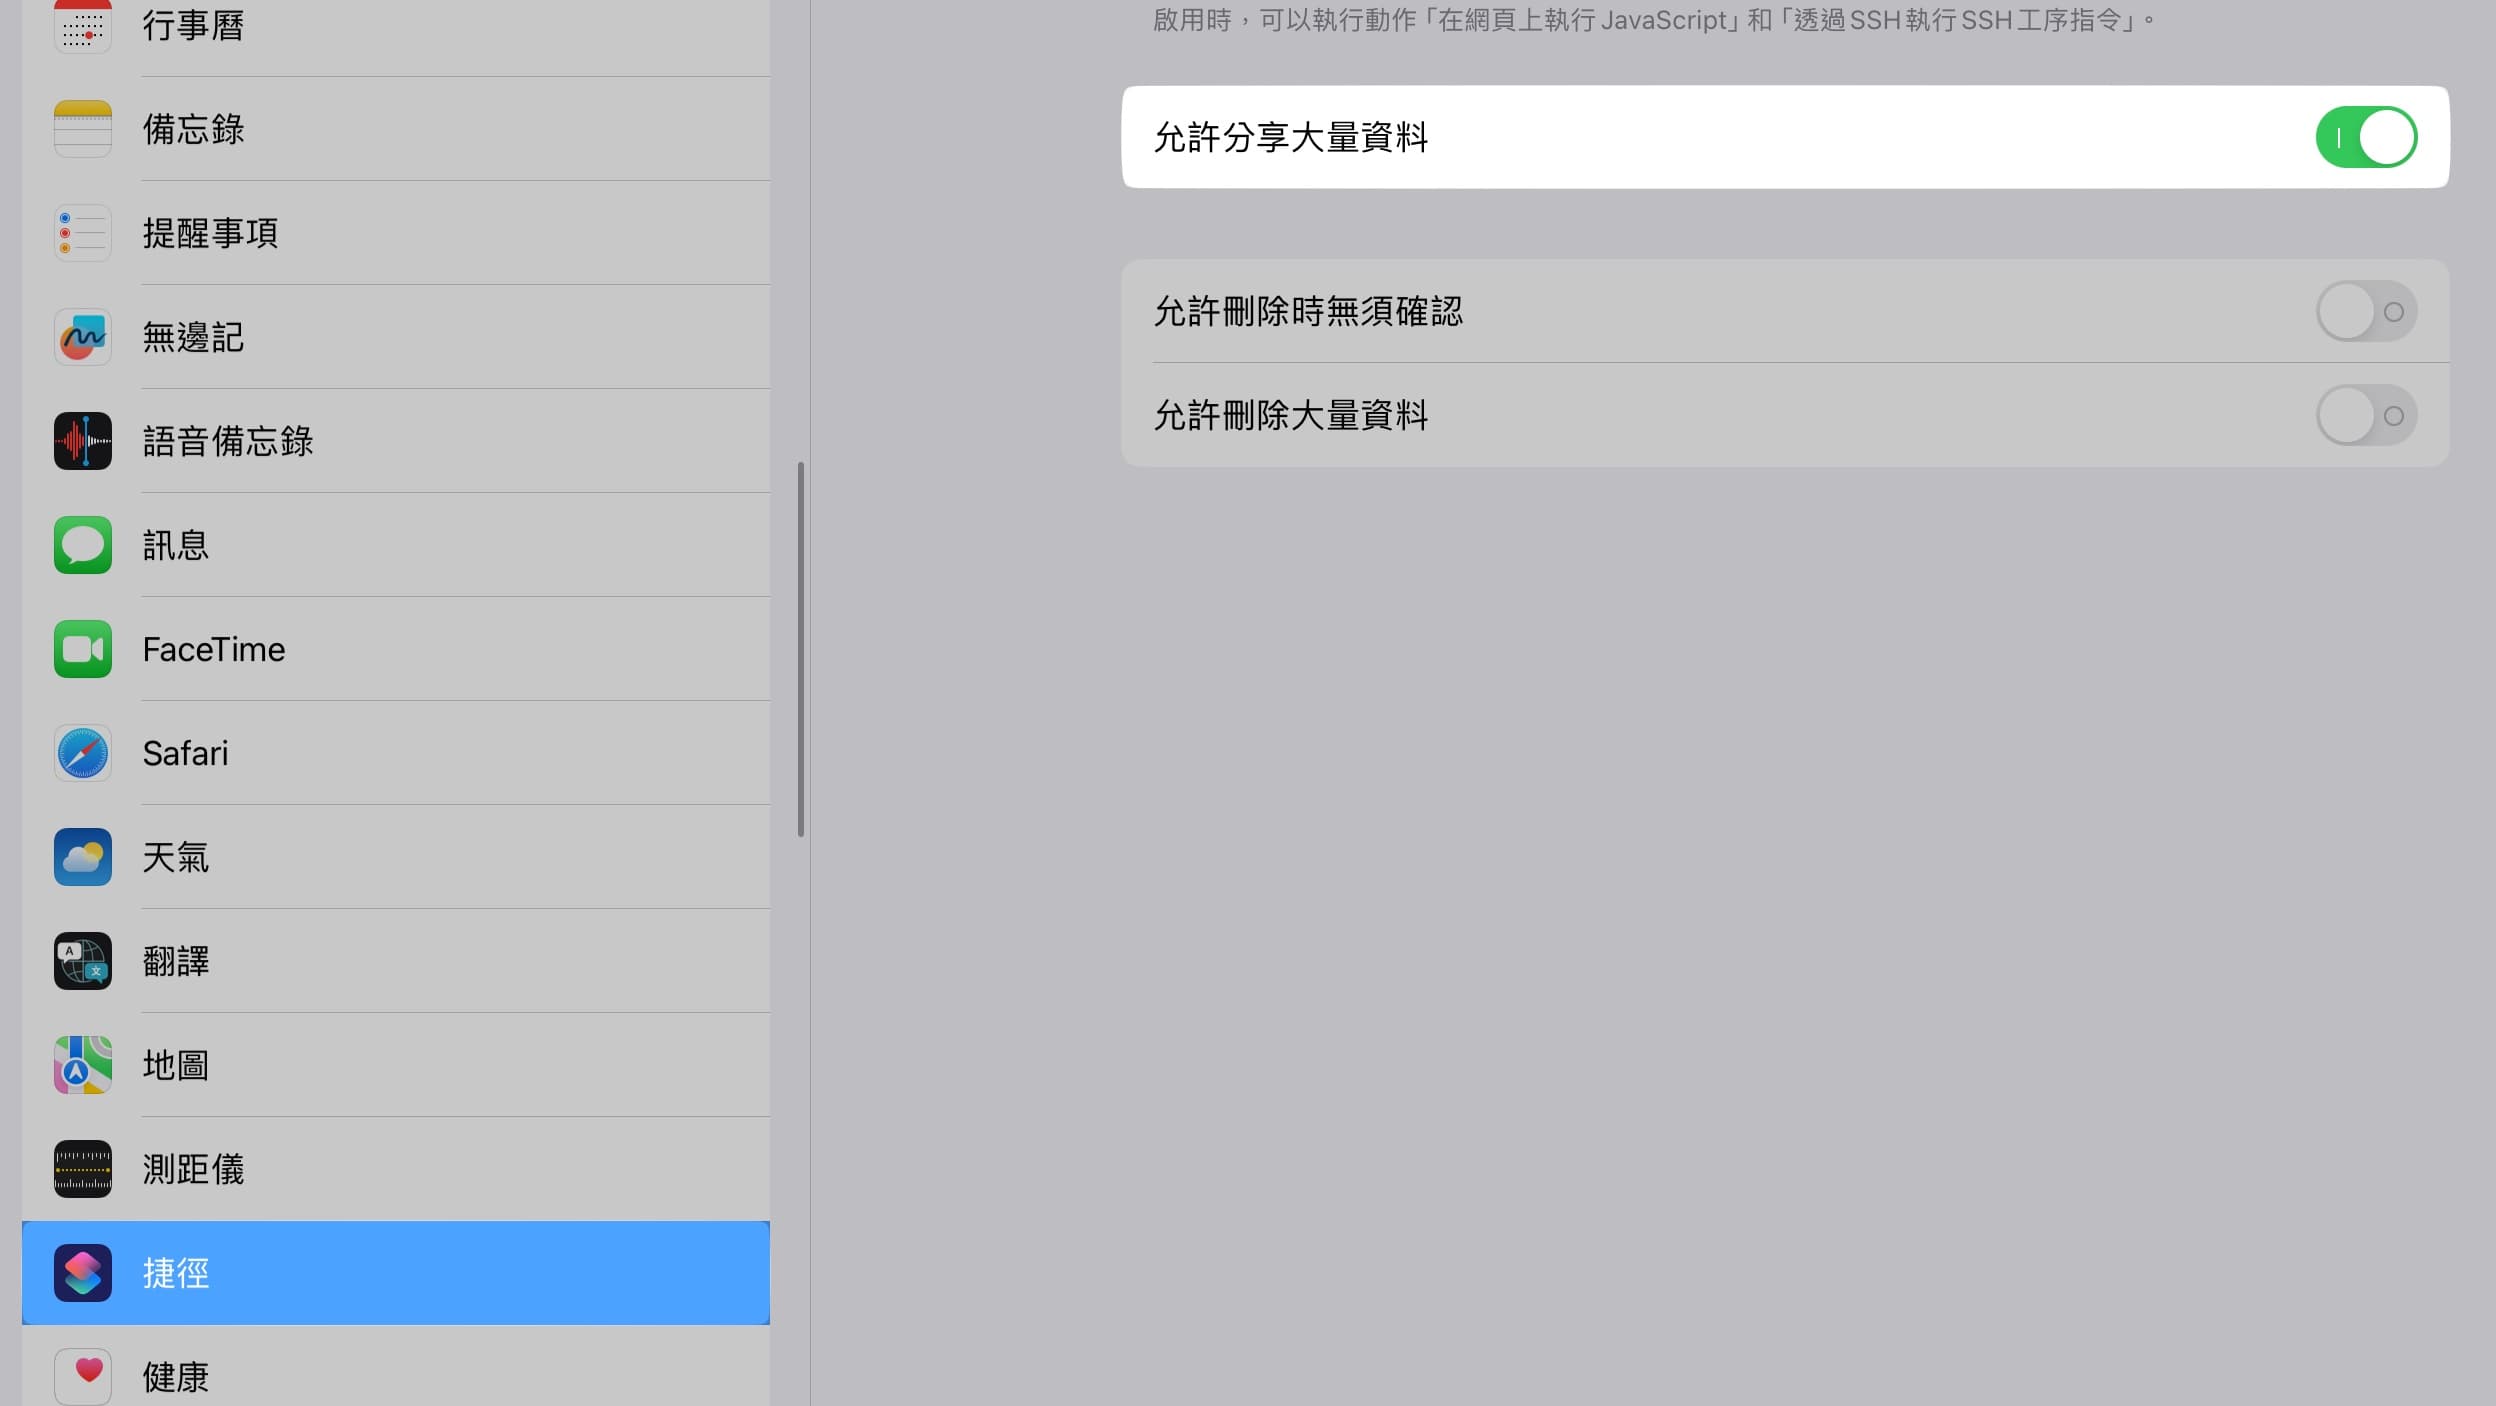 行事曆
備忘錄
提醒事項
無邊記
語音備忘錄
訊息
FaceTime
Safari
天氣
翻譯
地圖
測距儀
捷徑
健康
啟用時，可以執行動作「在網頁上執行 JavaScript」和「透過 SSH 執行 SSH 工序指令」。
允許分享大量資料
允許刪除時無須確認
允許刪除大量資料